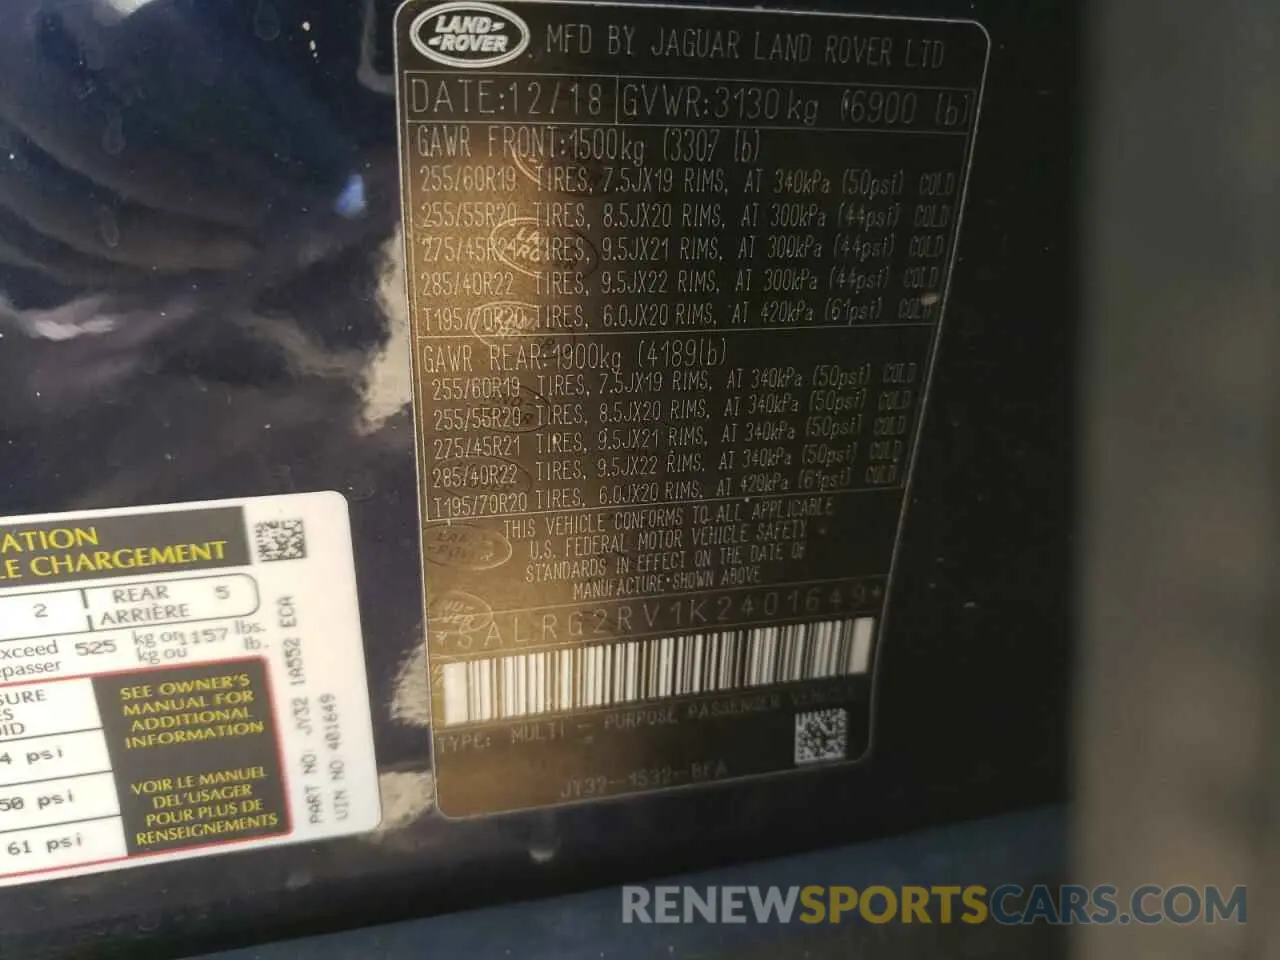 LAND-
-ROVER
MFD BY JAGUAR LAND ROVER LTD
DATE:12/18 GVWR:3130kg (6900 lb)
GAWR FRONT:1500kg (3307 lb)
255/60R19 TIRES, 7.5JX19 RIMS, AT 340kPa (50psi) COLD
255/55R20 TIRES, 8.5JX20 RIMS, AT 300kPa (44psi) COLD
275/45R21 TIRES, 9.5JX21 RIMS, AT 300kPa (44psi) COLD
285/40R22 TIRES, 9.5JX22 RIMS, AT 300kPa (44psi) COLD
T195/70R20 TIRES, 6.0JX20 RIMS, AT 420kPa (61psi) COLD
GAWR REAR:1900kg (4189lb)
255/60R19 TIRES, 7.5JX19 RIMS, AT 340kPa (50psi) COLD
255/55R20 TIRES, 8.5JX20 RIMS, AT 340kPa (50psi) COLD
275/45R21 TIRES, 9.5JX21 RIMS, AT 340kPa (50psi) COLD
285/40R22 TIRES, 9.5JX22 RIMS, AT 340kPa (50psi) COLD
T195/70R20 TIRES, 6.0JX20 RIMS, AT 420kPa (61psi) COLD
THIS VEHICLE CONFORMS TO ALL APPLICABLE
U.S. FEDERAL MOTOR VEHICLE SAFETY
STANDARDS IN EFFECT ON THE DATE OF
MANUFACTURE SHOWN ABOVE
*SALRG2RV1K2401649*
TYPE: MULTI - PURPOSE PASSENGER VEHICLE
JY32-1532-BFA
ATION
LE CHARGEMENT
2 REAR 5
ARRIÈRE
xceed 525 kg or 1157 lbs.
passer kg ou lb.
SURE
ES
OID
4 psi
50 psi
61 psi
SEE OWNER'S
MANUAL FOR
ADDITIONAL
INFORMATION
VOIR LE MANUEL
DEL'USAGER
POUR PLUS DE
RENSEIGNEMENTS
PART NO: JY32 1A552 ECA
VIN NO 401649
RENEWSPORTSCARS.COM